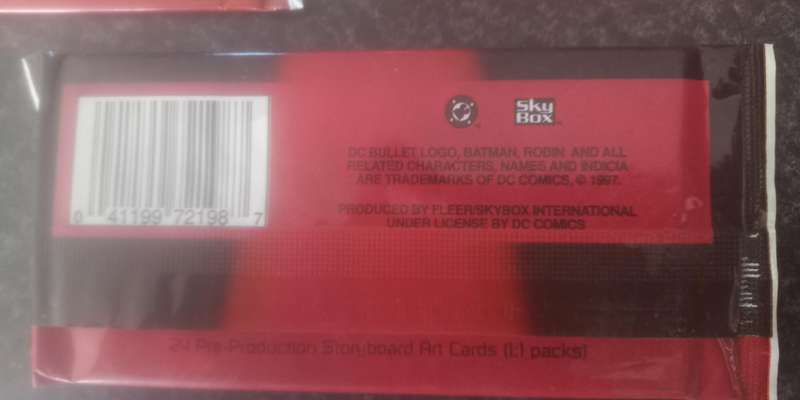 Sky
Box
DC BULLET LOGO, BATMAN, ROBIN AND ALL
RELATED CHARACTERS, NAMES AND INDICIA
ARE TRADEMARKS OF DC COMICS, © 1997.
PRODUCED BY FLEER/SKYBOX INTERNATIONAL
UNDER LICENSE BY DC COMICS
0 41199 72198 7
24 Pre-Production Storyboard Art Cards (1:1 packs)